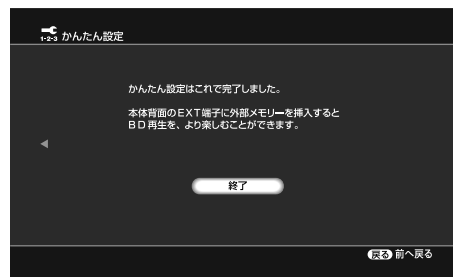 1-2-3 かんたん設定
かんたん設定はこれで完了しました。
本体背面のEXT端子に外部メモリーを挿入すると
BD再生を、より楽しむことができます。
終了
戻る 前へ戻る